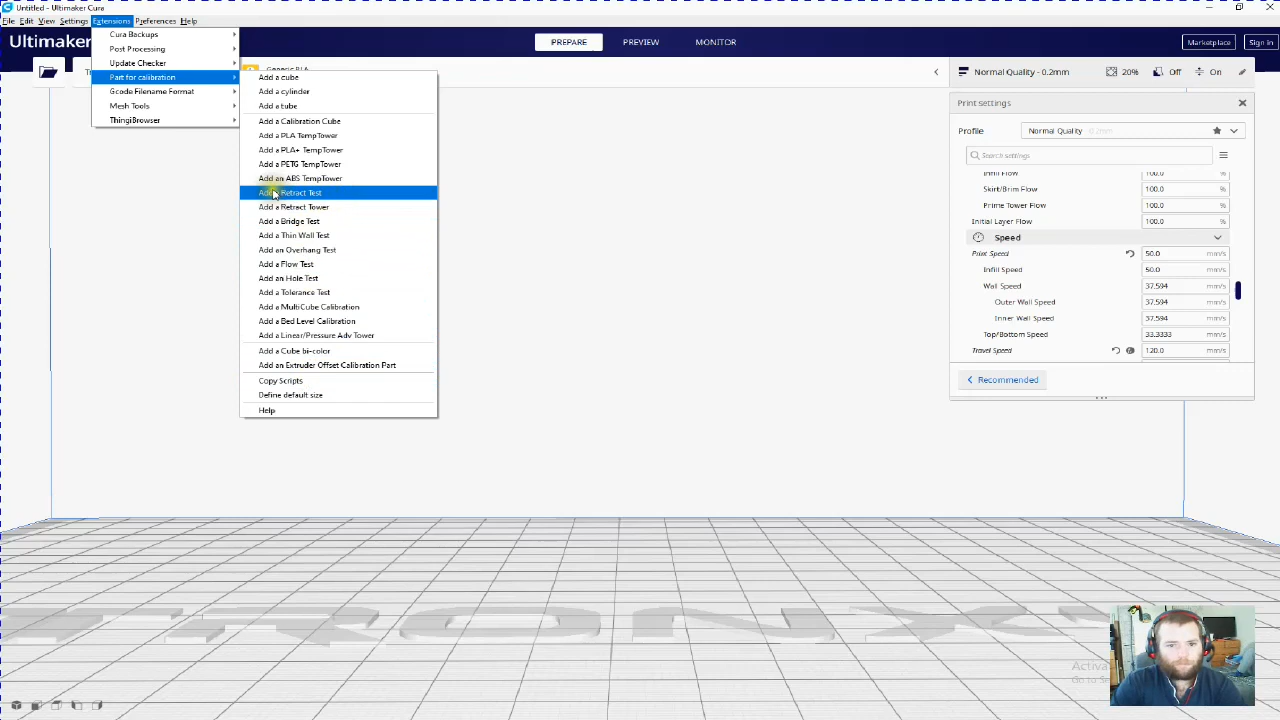 Untitled - Ultimaker Cura
File Edit View Settings Extensions Preferences Help
Ultimaker
PREPARE
PREVIEW
MONITOR
Marketplace
Sign in
Cura Backups
Post Processing
Update Checker
Part for calibration
Gcode Filename Format
Mesh Tools
ThingiBrowser
Generic PLA
Add a cube
Add a cylinder
Add a tube
Add a Calibration Cube
Add a PLA TempTower
Add a PLA+ TempTower
Add a PETG TempTower
Add an ABS TempTower
Add a Retract Test
Add a Retract Tower
Add a Bridge Test
Add a Thin Wall Test
Add an Overhang Test
Add a Flow Test
Add an Hole Test
Add a Tolerance Test
Add a MultiCube Calibration
Add a Bed Level Calibration
Add a Linear/Pressure Adv Tower
Add a Cube bi-color
Add an Extruder Offset Calibration Part
Copy Scripts
Define default size
Help
Normal Quality - 0.2mm 20% Off On
Print settings
Profile Normal Quality - 0.2mm
Search settings
Infill Flow 100.0 %
Skirt/Brim Flow 100.0 %
Prime Tower Flow 100.0 %
Initial Layer Flow 100.0 %
Speed
Print Speed 50.0 mm/s
Infill Speed 50.0 mm/s
Wall Speed 37.594 mm/s
Outer Wall Speed 37.594 mm/s
Inner Wall Speed 37.594 mm/s
Top/Bottom Speed 33.3333 mm/s
Travel Speed 120.0 mm/s
Recommended